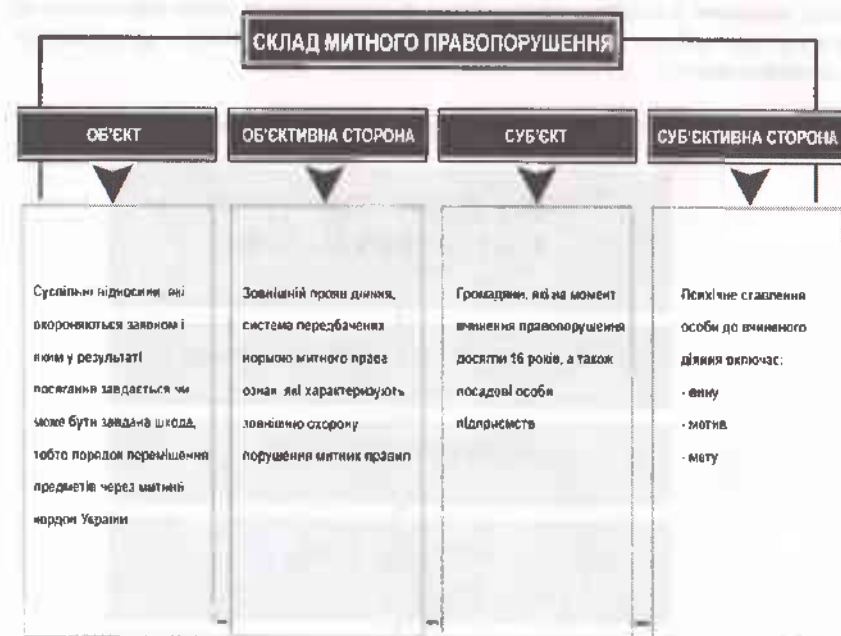 СКЛАД МИТНОГО ПРАВОПОРУШЕННЯ
ОБ'ЄКТ
Суспільні відносини, які
охороняються законом і
яким у результаті
посягання завдається чи
може бути завдана шкода,
тобто порядок переміщення
предметів через митний
кордон України
ОБ'ЄКТИВНА СТОРОНА
Зовнішній прояв діяння,
система передбачених
нормою митного права
ознак які характеризують
зовнішню сторону
порушення митних правил
СУБ'ЄКТ
Громадяни, які на момент
вчинення правопорушення
досягли 16 років, а також
посадові особи
підприємств
СУБ'ЄКТИВНА СТОРОНА
Психічне ставлення
особи до вчиненого
діяння включає:
- вину
- мотив
- мету